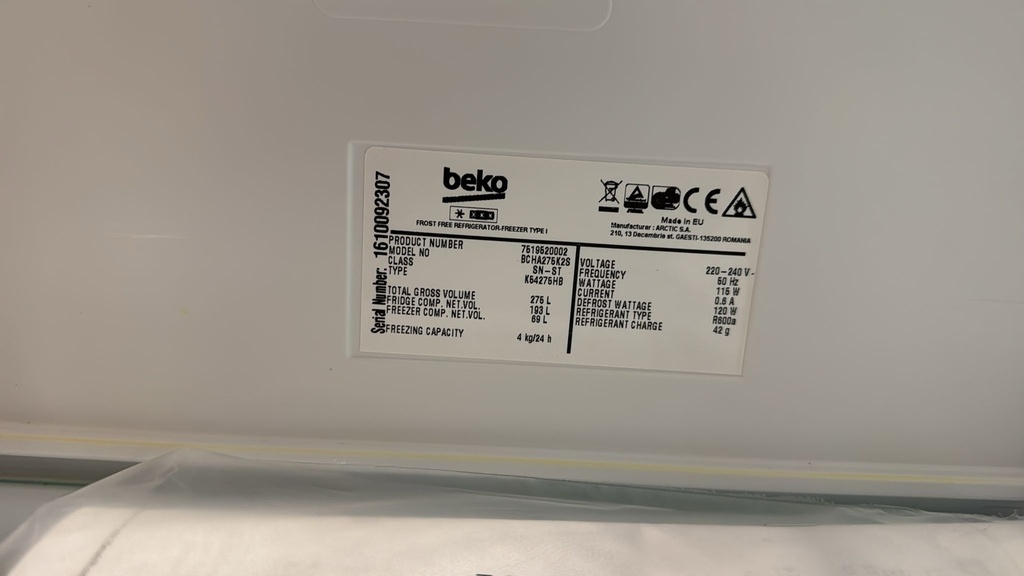 Serial Number: 1610092307
beko
FROST FREE REFRIGERATOR-FREEZER TYPE I
Made in EU
Manufacturer : ARCTIC S.A.
210, 13 Decembrie st. GAESTI-135200 ROMANIA
PRODUCT NUMBER 7519520002
MODEL NO BCHA275K2S
CLASS SN-ST
TYPE K54275HB
TOTAL GROSS VOLUME 275 L
FRIDGE COMP. NET.VOL. 193 L
FREEZER COMP. NET.VOL. 69 L
FREEZING CAPACITY 4 kg/24 h
VOLTAGE 220-240 V~
FREQUENCY 50 Hz
WATTAGE 115 W
CURRENT 0.6 A
DEFROST WATTAGE 120 W
REFRIGERANT TYPE R600a
REFRIGERANT CHARGE 42 g